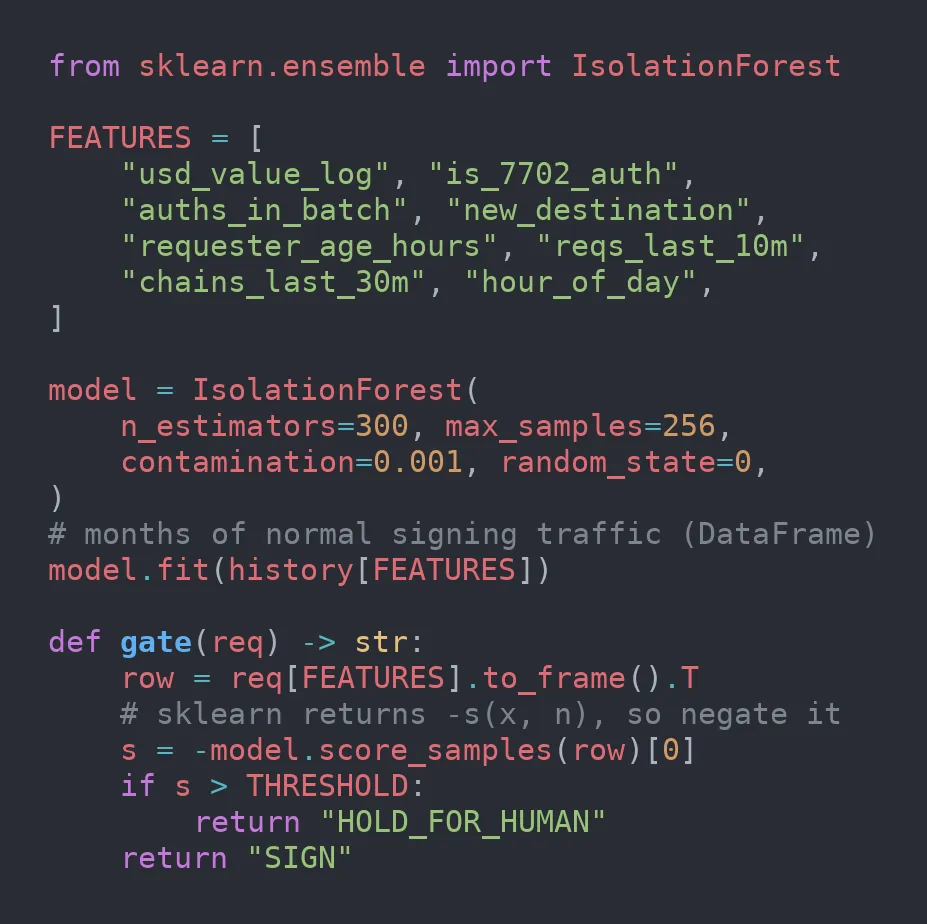 from sklearn.ensemble import IsolationForest

FEATURES = [
    "usd_value_log", "is_7702_auth",
    "auths_in_batch", "new_destination",
    "requester_age_hours", "reqs_last_10m",
    "chains_last_30m", "hour_of_day",
]

model = IsolationForest(
    n_estimators=300, max_samples=256,
    contamination=0.001, random_state=0,
)
# months of normal signing traffic (DataFrame)
model.fit(history[FEATURES])

def gate(req) -> str:
    row = req[FEATURES].to_frame().T
    # sklearn returns -s(x, n), so negate it
    s = -model.score_samples(row)[0]
    if s > THRESHOLD:
        return "HOLD_FOR_HUMAN"
    return "SIGN"